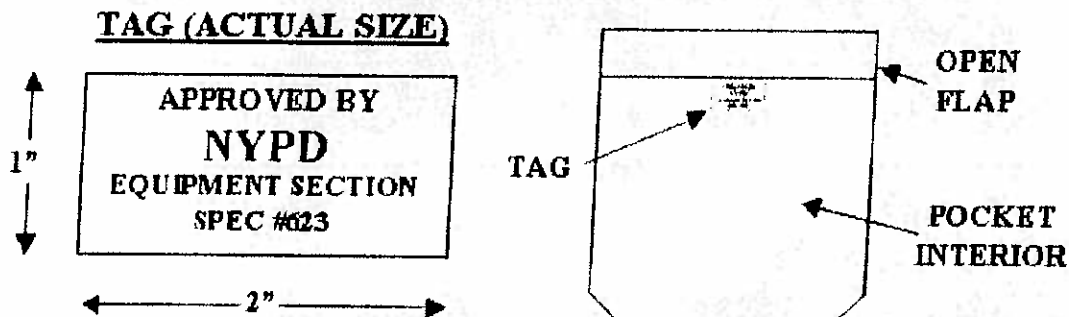 TAG (ACTUAL SIZE)
APPROVED BY
NYPD
EQUIPMENT SECTION
SPEC #623
1"
2"
OPEN
FLAP
TAG
POCKET
INTERIOR